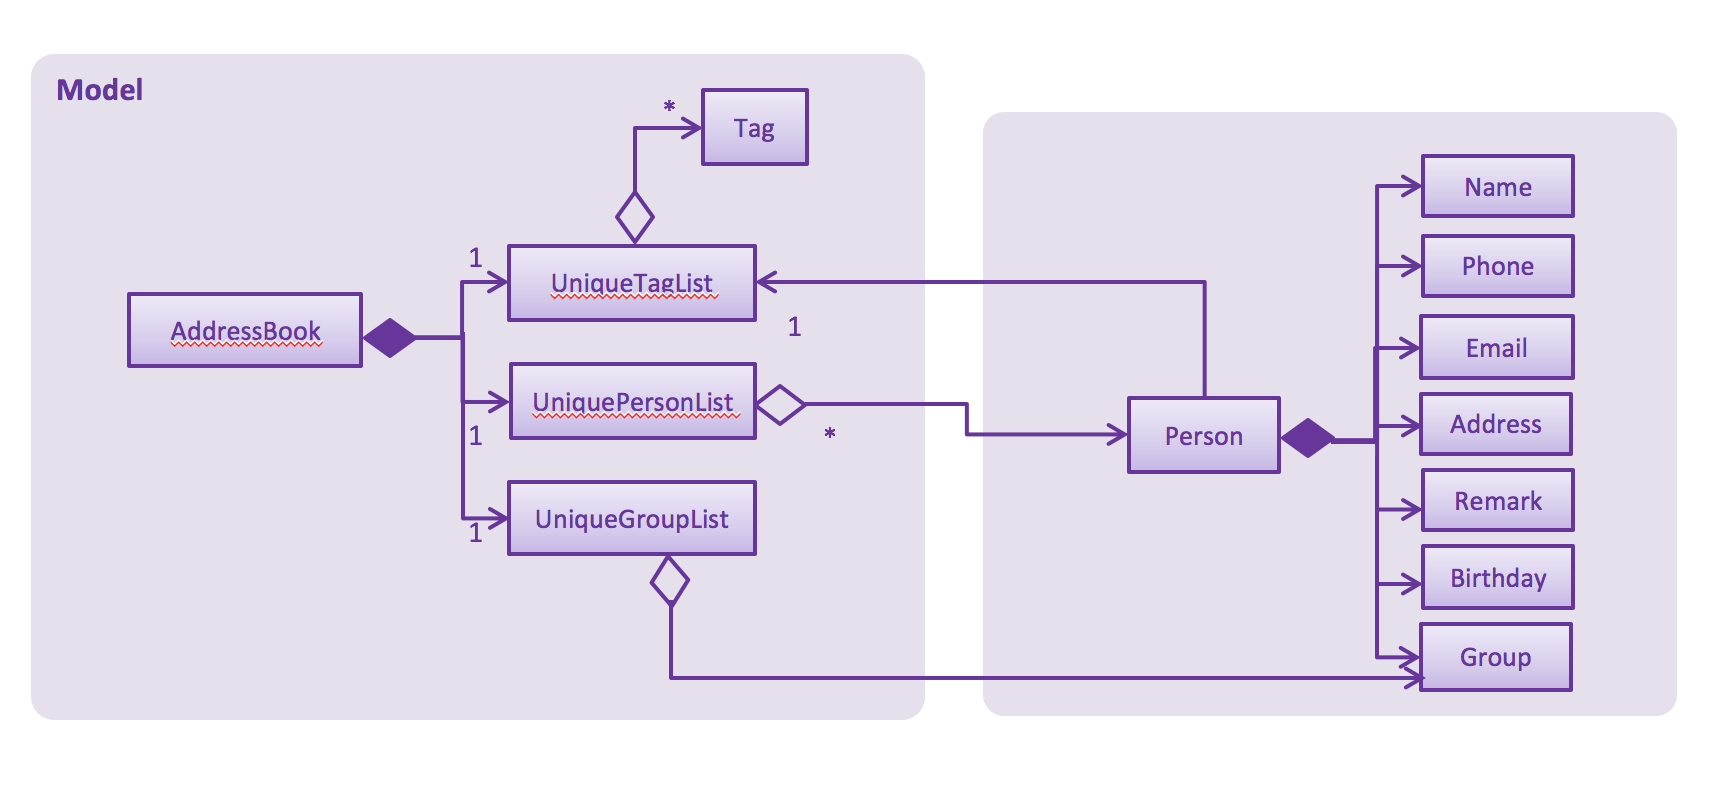 Model
*
Tag
1
UniqueTagList
1
AddressBook
UniquePersonList
1
*
UniqueGroupList
1
Person
Name
Phone
Email
Address
Remark
Birthday
Group